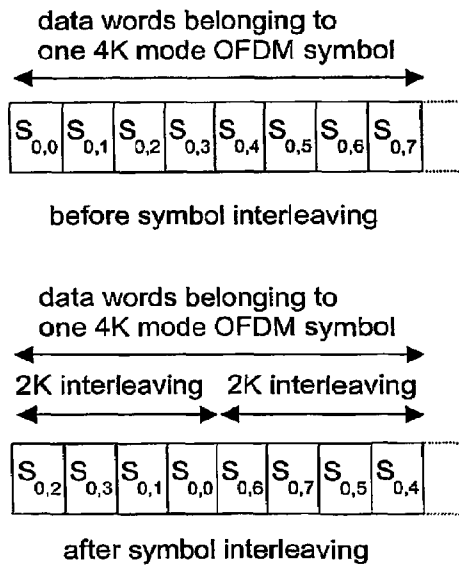 data words belonging to
one 4K mode OFDM symbol
S0,0 S0,1 S0,2 S0,3 S0,4 S0,5 S0,6 S0,7
before symbol interleaving
data words belonging to
one 4K mode OFDM symbol
2K interleaving 2K interleaving
S0,2 S0,3 S0,1 S0,0 S0,6 S0,7 S0,5 S0,4
after symbol interleaving